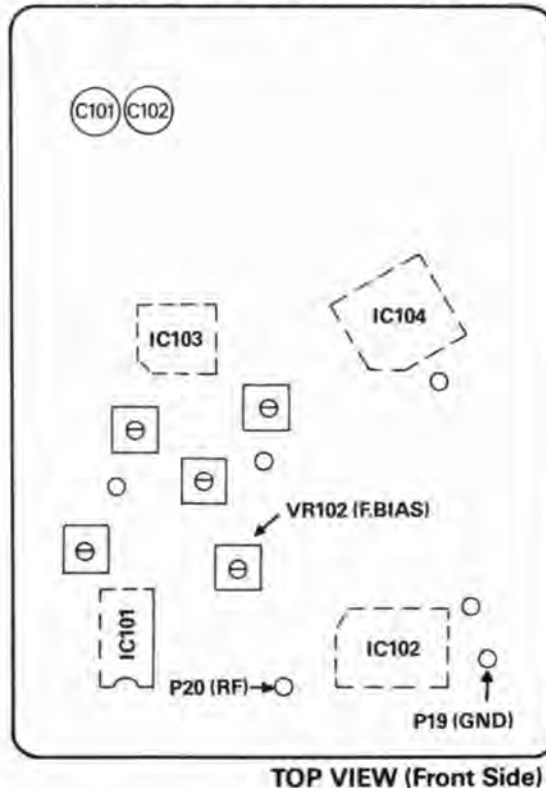 C101 C102
IC104
IC103
VR102 (F.BIAS)
IC101
IC102
P20 (RF)
P19 (GND)
TOP VIEW (Front Side)